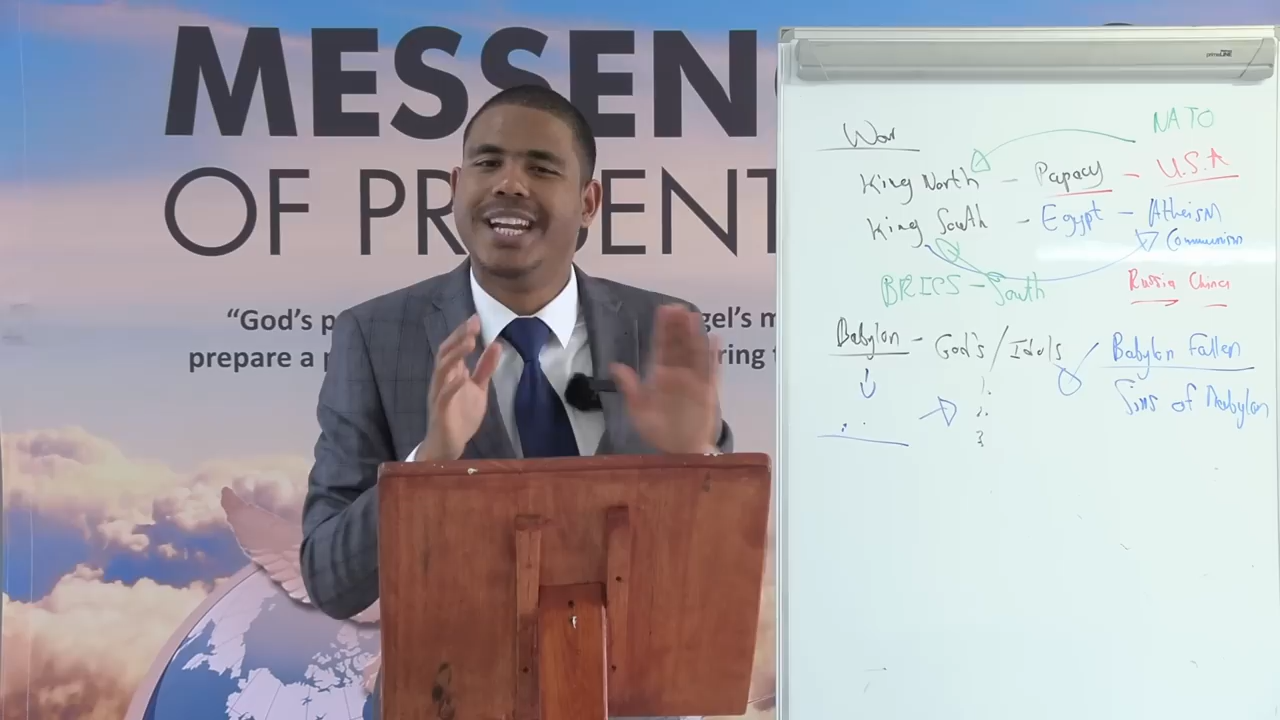 MESSEN
OF PR ENT
"God's p gel's m
prepare a p ring t
War
NATO
King North - Papacy - U.S.A
King South - Egypt - Atheism
Communism
BRICS - South
Russia China
Babylon - God's / Idols
Babylon Fallen
Sins of Babylon
1.
2.
3